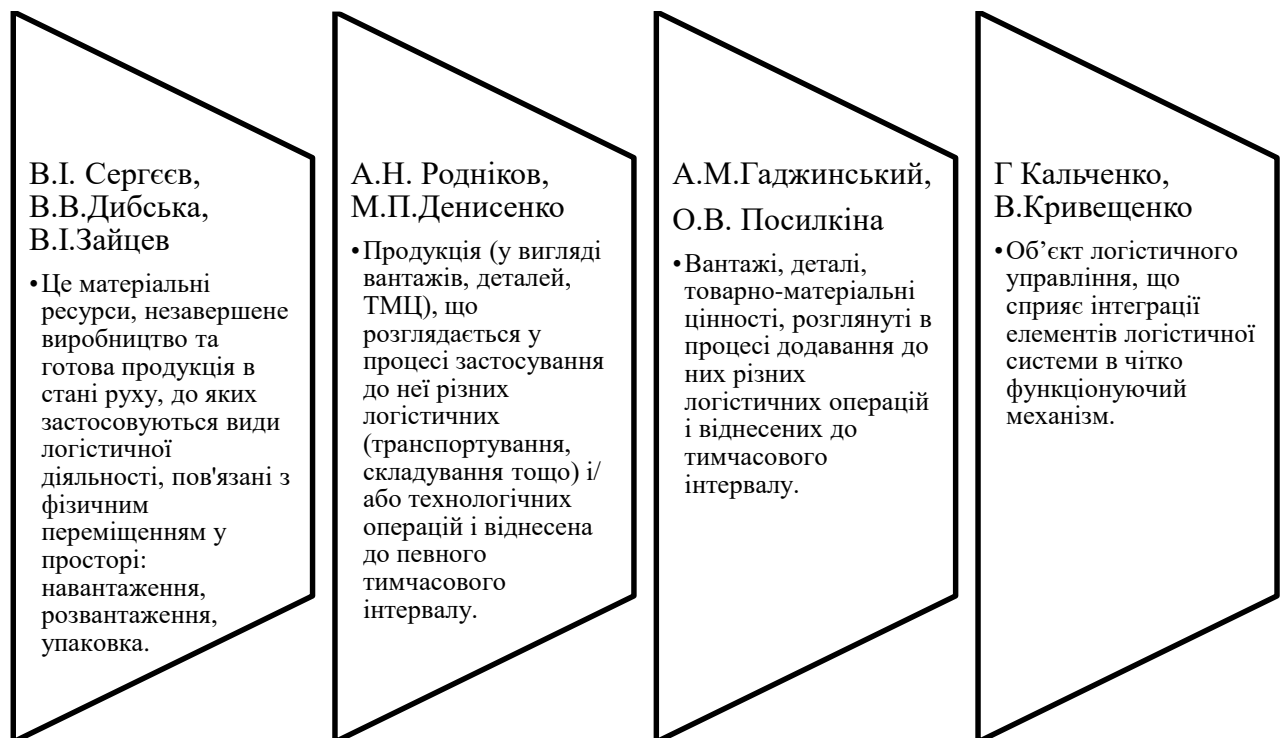 В.І. Сергєєв,
В.В.Дибська,
В.І.Зайцев
•Це матеріальні
ресурси, незавершене
виробництво та
готова продукція в
стані руху, до яких
застосовуються види
логістичної
діяльності, пов'язані з
фізичним
переміщенням у
просторі:
навантаження,
розвантаження,
упаковка.
А.Н. Родніков,
М.П.Денисенко
•Продукція (у вигляді
вантажів, деталей,
ТМЦ), що
розглядається у
процесі застосування
до неї різних
логістичних
(транспортування,
складування тощо) і/
або технологічних
операцій і віднесена
до певного
тимчасового
інтервалу.
А.М.Гаджинський,
О.В. Посилкіна
•Вантажі, деталі,
товарно-матеріальні
цінності, розглянуті в
процесі додавання до
них різних
логістичних операцій
і віднесених до
тимчасового
інтервалу.
Г Кальченко,
В.Кривещенко
•Об’єкт логістичного
управління, що
сприяє інтеграції
елементів логістичної
системи в чітко
функціонуючий
механізм.